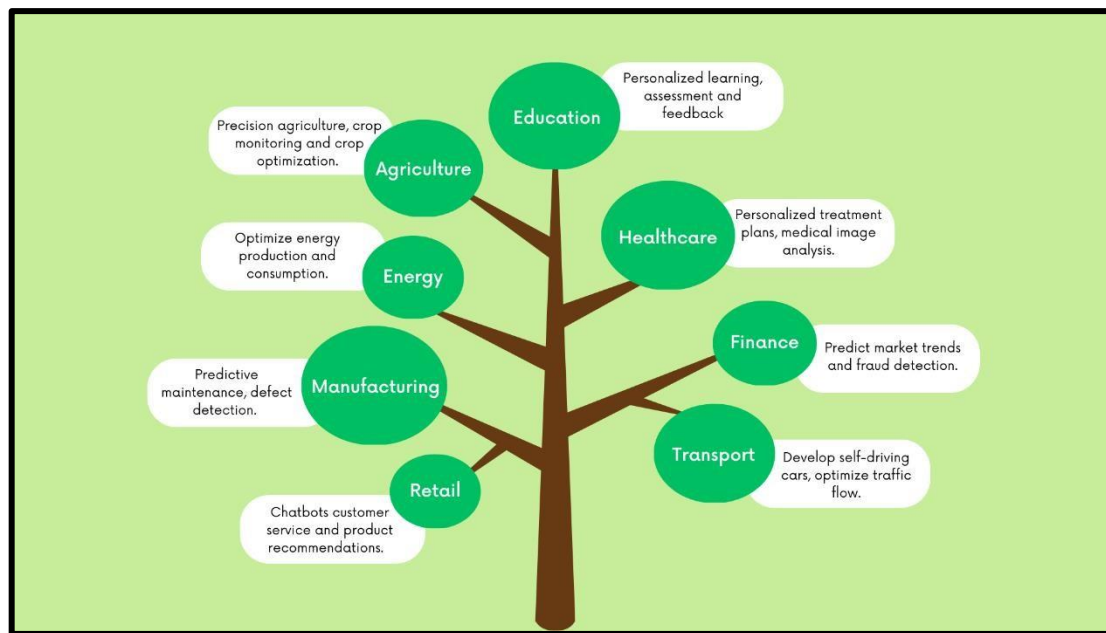 Education
Personalized learning,
assessment and
feedback
Precision agriculture, crop
monitoring and crop
optimization.
Agriculture
Healthcare
Personalized treatment
plans, medical image
analysis.
Optimize energy
production and
consumption.
Energy
Finance
Predict market trends
and fraud detection.
Predictive
maintenance, defect
detection.
Manufacturing
Transport
Develop self-driving
cars, optimize traffic
flow.
Retail
Chatbots customer
service and product
recommendations.